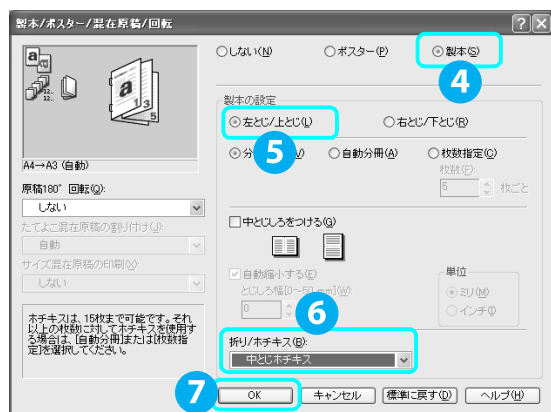 製本/ポスター/混在原稿/回転
しない(N)
ポスター(P)
製本(S)
4
a
12..
12..
a
1
3
5
A4→A3 (自動)
原稿180°回転(Q):
しない
たてよこ混在原稿の割り付け(J):
自動
サイズ混在原稿の印刷(X):
しない
ホチキスは、15枚まで可能です。それ
以上の枚数に対してホチキスを使用す
る場合は、[自動分冊]または[枚数指
定]を選択してください。
製本の設定
左とじ/上とじ(L)
右とじ/下とじ(R)
5
自動分冊(A)
枚数指定(C)
枚数(F):
5 枚ごと
中とじしろをつける(G)
自動縮小する(E)
とじしろ幅[0~50 mm](W):
0
単位
ミリ(M)
インチ(I)
6
折り/ホチキス(B):
中とじホチキス
7
OK
キャンセル
標準に戻す(D)
ヘルプ(H)